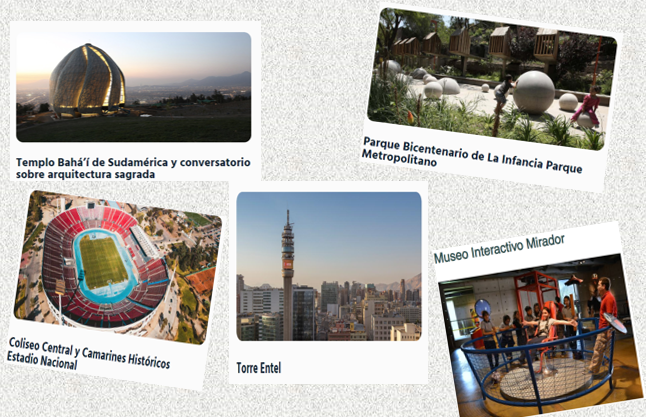 Templo Bahá'í de Sudamérica y conversatorio
sobre arquitectura sagrada
Parque Bicentenario de La Infancia Parque
Metropolitano
Coliseo Central y Camarines Históricos
Estadio Nacional
Torre Entel
Museo Interactivo Mirador